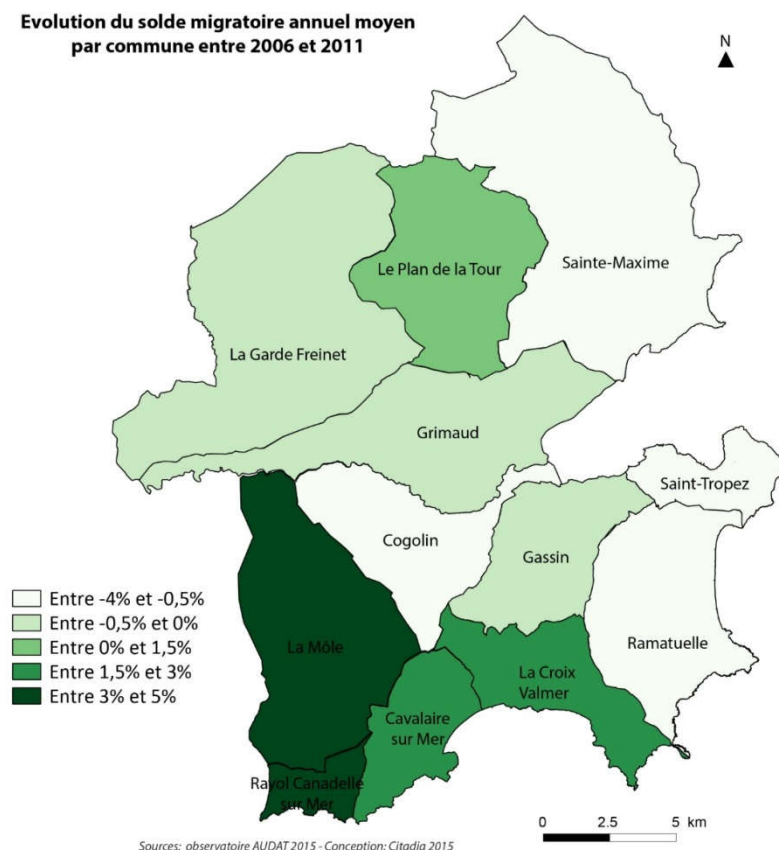 Evolution du solde migratoire annuel moyen
par commune entre 2006 et 2011
N
Sainte-Maxime
Le Plan de la Tour
La Garde Freinet
Grimaud
Saint-Tropez
Cogolin
Gassin
Ramatuelle
La Môle
La Croix
Valmer
Cavalaire
sur Mer
Rayol Canadelle
sur Mer
Entre -4% et -0,5%
Entre -0,5% et 0%
Entre 0% et 1,5%
Entre 1,5% et 3%
Entre 3% et 5%
0 2.5 5 km
Sources: observatoire AUDAT 2015 - Conception: Citadia 2015